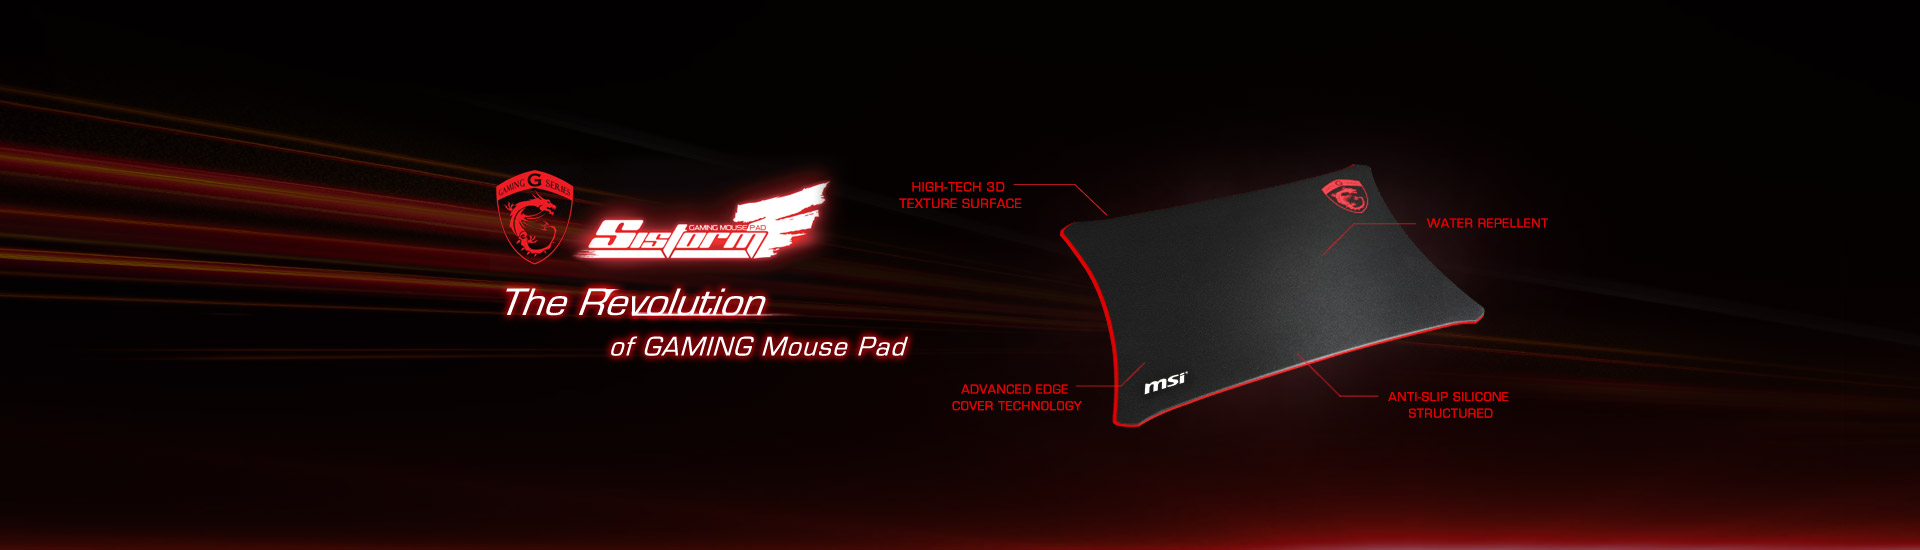 GAMING G SERIES
Sistorm
GAMING MOUSE PAD
The Revolution
of GAMING Mouse Pad
HIGH-TECH 3D
TEXTURE SURFACE
WATER REPELLENT
ADVANCED EDGE
COVER TECHNOLOGY
msi
ANTI-SLIP SILICONE
STRUCTURED